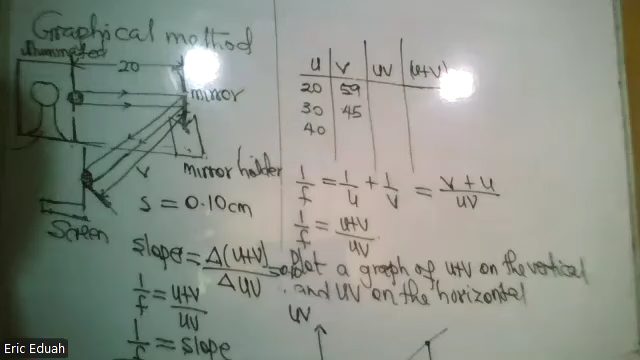 Graphical method
illuminated
20
mirror
V
mirror holder
S = 0.10cm
Screen
u v uv (u+v)
20 59
30 45
40
1/f = 1/u + 1/v = v+u/uv
1/f = u+v/uv
slope = Δ(u+v)/Δuv
Plot a graph of u+v on the vertical
and uv on the horizontal
1/f = u+v/uv
1/f = slope
uv
Eric Eduah